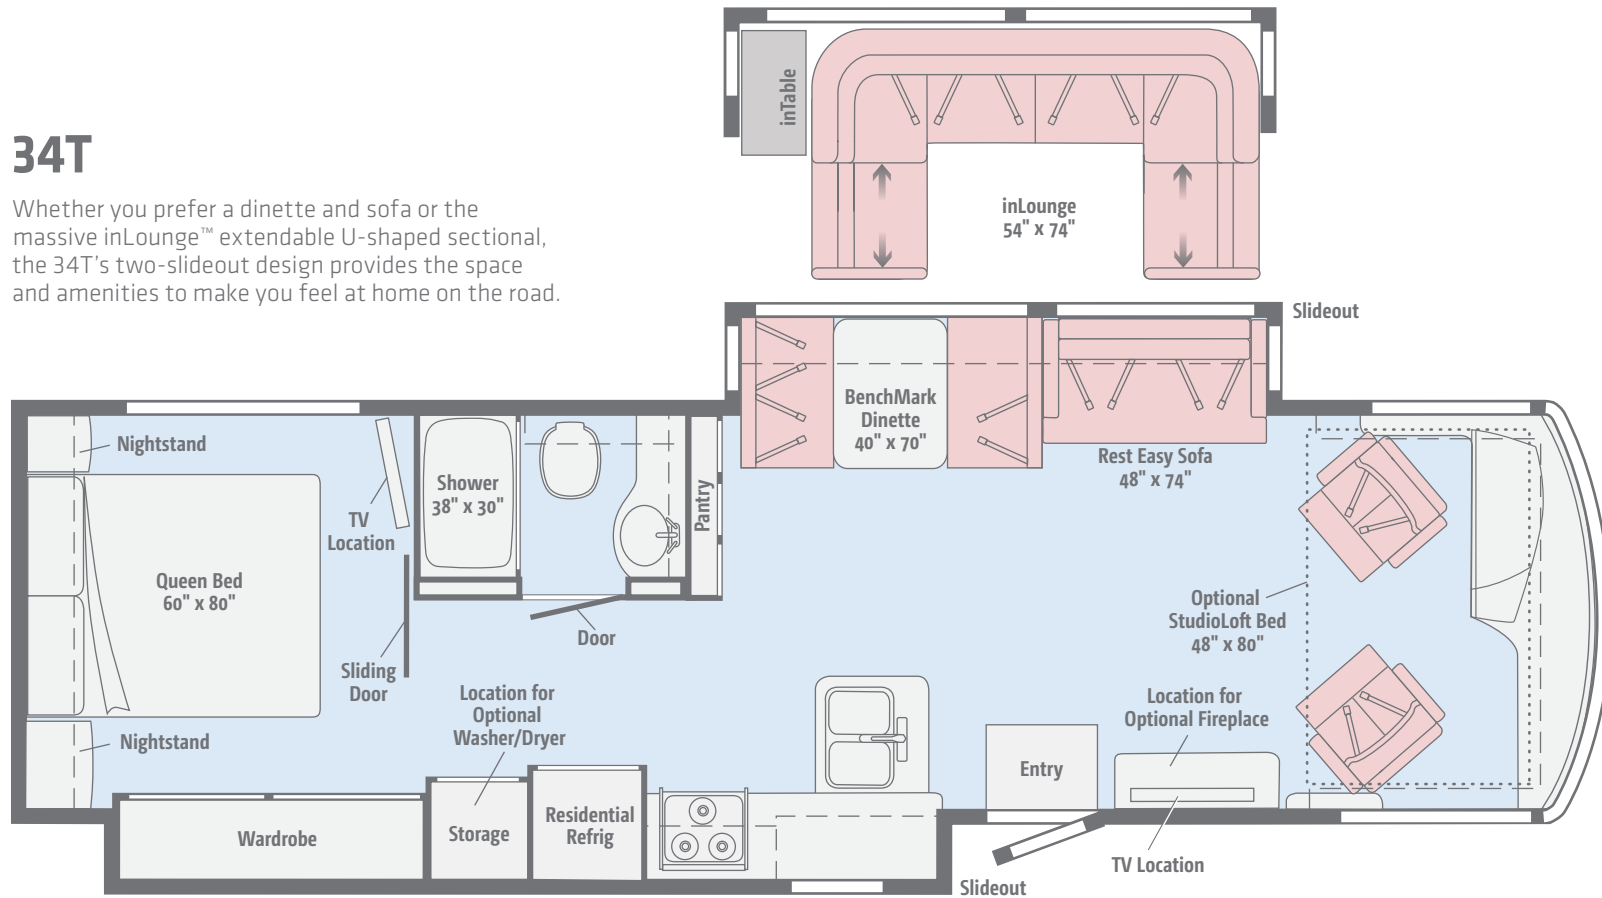 34T
Whether you prefer a dinette and sofa or the
massive inLounge™ extendable U-shaped sectional,
the 34T's two-slideout design provides the space
and amenities to make you feel at home on the road.
inTable
inLounge
54" x 74"
Slideout
BenchMark
Dinette
40" x 70"
Rest Easy Sofa
48" x 74"
Nightstand
TV
Location
Shower
38" x 30"
Pantry
Queen Bed
60" x 80"
Sliding
Door
Door
Optional
StudioLoft Bed
48" x 80"
Nightstand
Location for
Optional
Washer/Dryer
Location for
Optional Fireplace
Entry
Wardrobe
Storage
Residential
Refrig
TV Location
Slideout